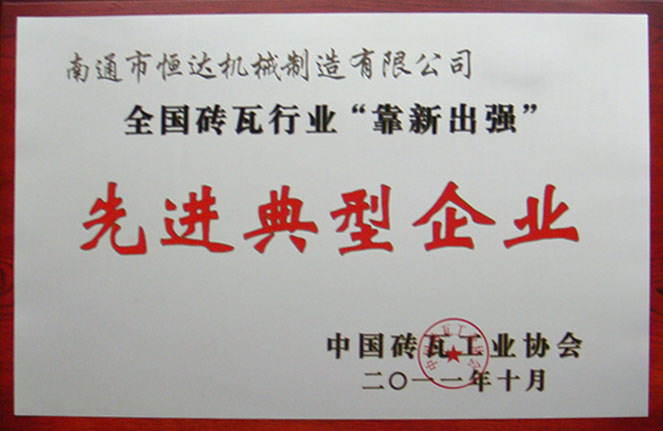 南通市恒达机械制造有限公司
全国砖瓦行业“靠新出强”
先进典型企业
中国砖瓦工业协会
二〇一一年十月